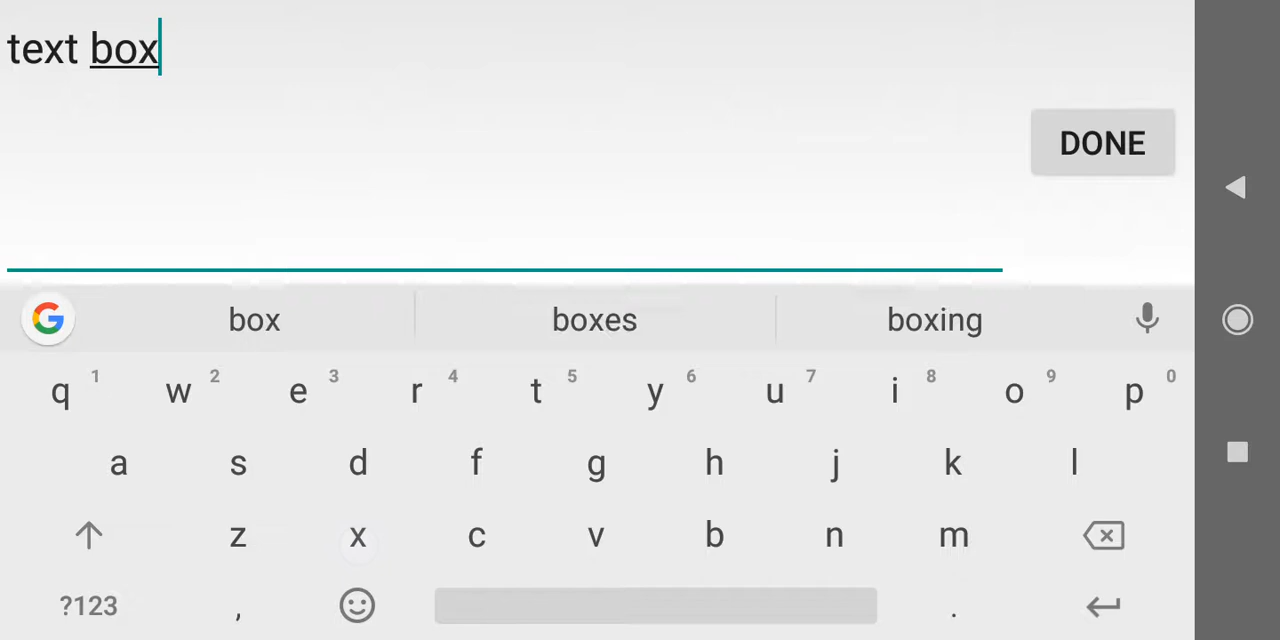 text box
DONE
box boxes boxing
q 1 w 2 e 3 r 4 t 5 y 6 u 7 i 8 o 9 p 0
a s d f g h j k l
z x c v b n m
?123 , .